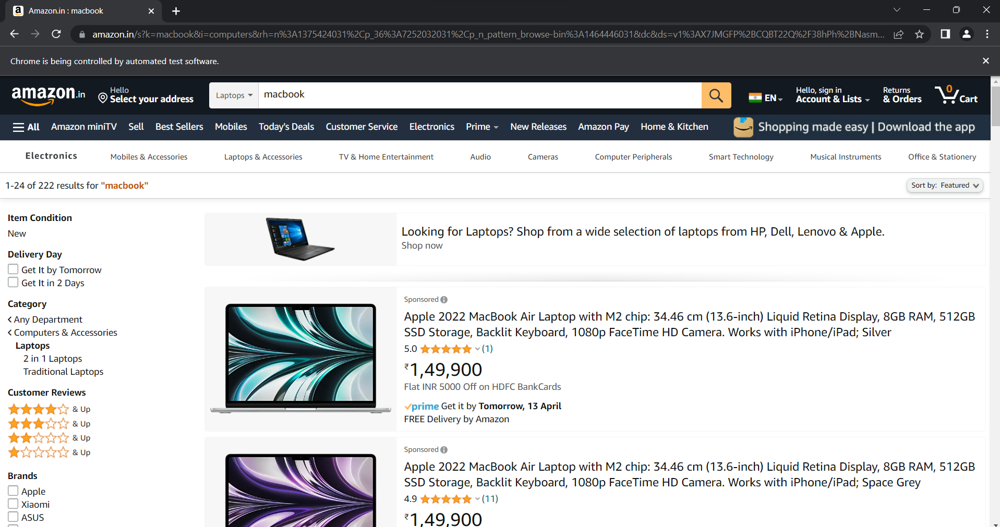 Amazon.in : macbook
amazon.in/s?k=macbook&i=computers&rh=n%3A1375424031%2Cp_36%3A7252032031%2Cp_n_pattern_browse-bin%3A1464446031&dc&ds=v1%3AX7JMGFP%2BCQBT22Q%2F38hPh%2BNasm...
Chrome is being controlled by automated test software.
amazon.in
Hello
Select your address
Laptops
macbook
EN
Hello, sign in
Account & Lists
Returns
& Orders
0
Cart
All
Amazon miniTV
Sell
Best Sellers
Mobiles
Today's Deals
Customer Service
Electronics
Prime
New Releases
Amazon Pay
Home & Kitchen
Shopping made easy | Download the app
Electronics
Mobiles & Accessories
Laptops & Accessories
TV & Home Entertainment
Audio
Cameras
Computer Peripherals
Smart Technology
Musical Instruments
Office & Stationery
1-24 of 222 results for "macbook"
Sort by: Featured
Item Condition
New
Delivery Day
Get It by Tomorrow
Get It in 2 Days
Category
Any Department
Computers & Accessories
Laptops
2 in 1 Laptops
Traditional Laptops
Customer Reviews
& Up
& Up
& Up
& Up
Brands
Apple
Xiaomi
ASUS
Looking for Laptops? Shop from a wide selection of laptops from HP, Dell, Lenovo & Apple.
Shop now
Sponsored
Apple 2022 MacBook Air Laptop with M2 chip: 34.46 cm (13.6-inch) Liquid Retina Display, 8GB RAM, 512GB
SSD Storage, Backlit Keyboard, 1080p FaceTime HD Camera. Works with iPhone/iPad; Silver
5.0 (1)
₹1,49,900
Flat INR 5000 Off on HDFC BankCards
prime Get it by Tomorrow, 13 April
FREE Delivery by Amazon
Sponsored
Apple 2022 MacBook Air Laptop with M2 chip: 34.46 cm (13.6-inch) Liquid Retina Display, 8GB RAM, 512GB
SSD Storage, Backlit Keyboard, 1080p FaceTime HD Camera. Works with iPhone/iPad; Space Grey
4.9 (11)
₹1,49,900